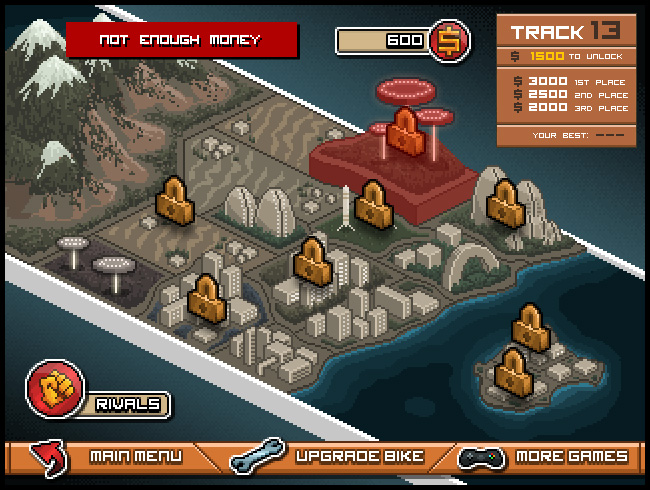 NOT ENOUGH MONEY
600 $
TRACK 13
$ 1500 TO UNLOCK
$ 3000 1ST PLACE
$ 2500 2ND PLACE
$ 2000 3RD PLACE
YOUR BEST: ---
RIVALS
MAIN MENU
UPGRADE BIKE
MORE GAMES